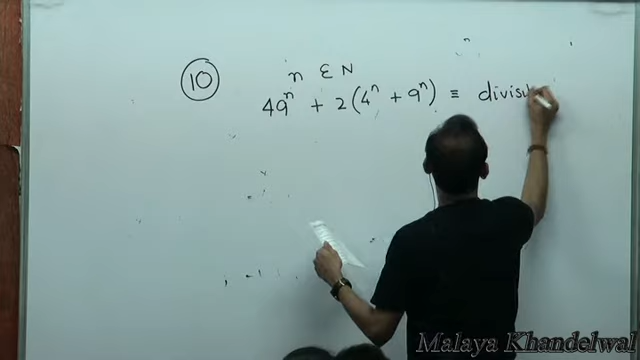 10
n ε N
49ⁿ + 2(4ⁿ + 9ⁿ) ≡ divisi
Malaya Khandelwal